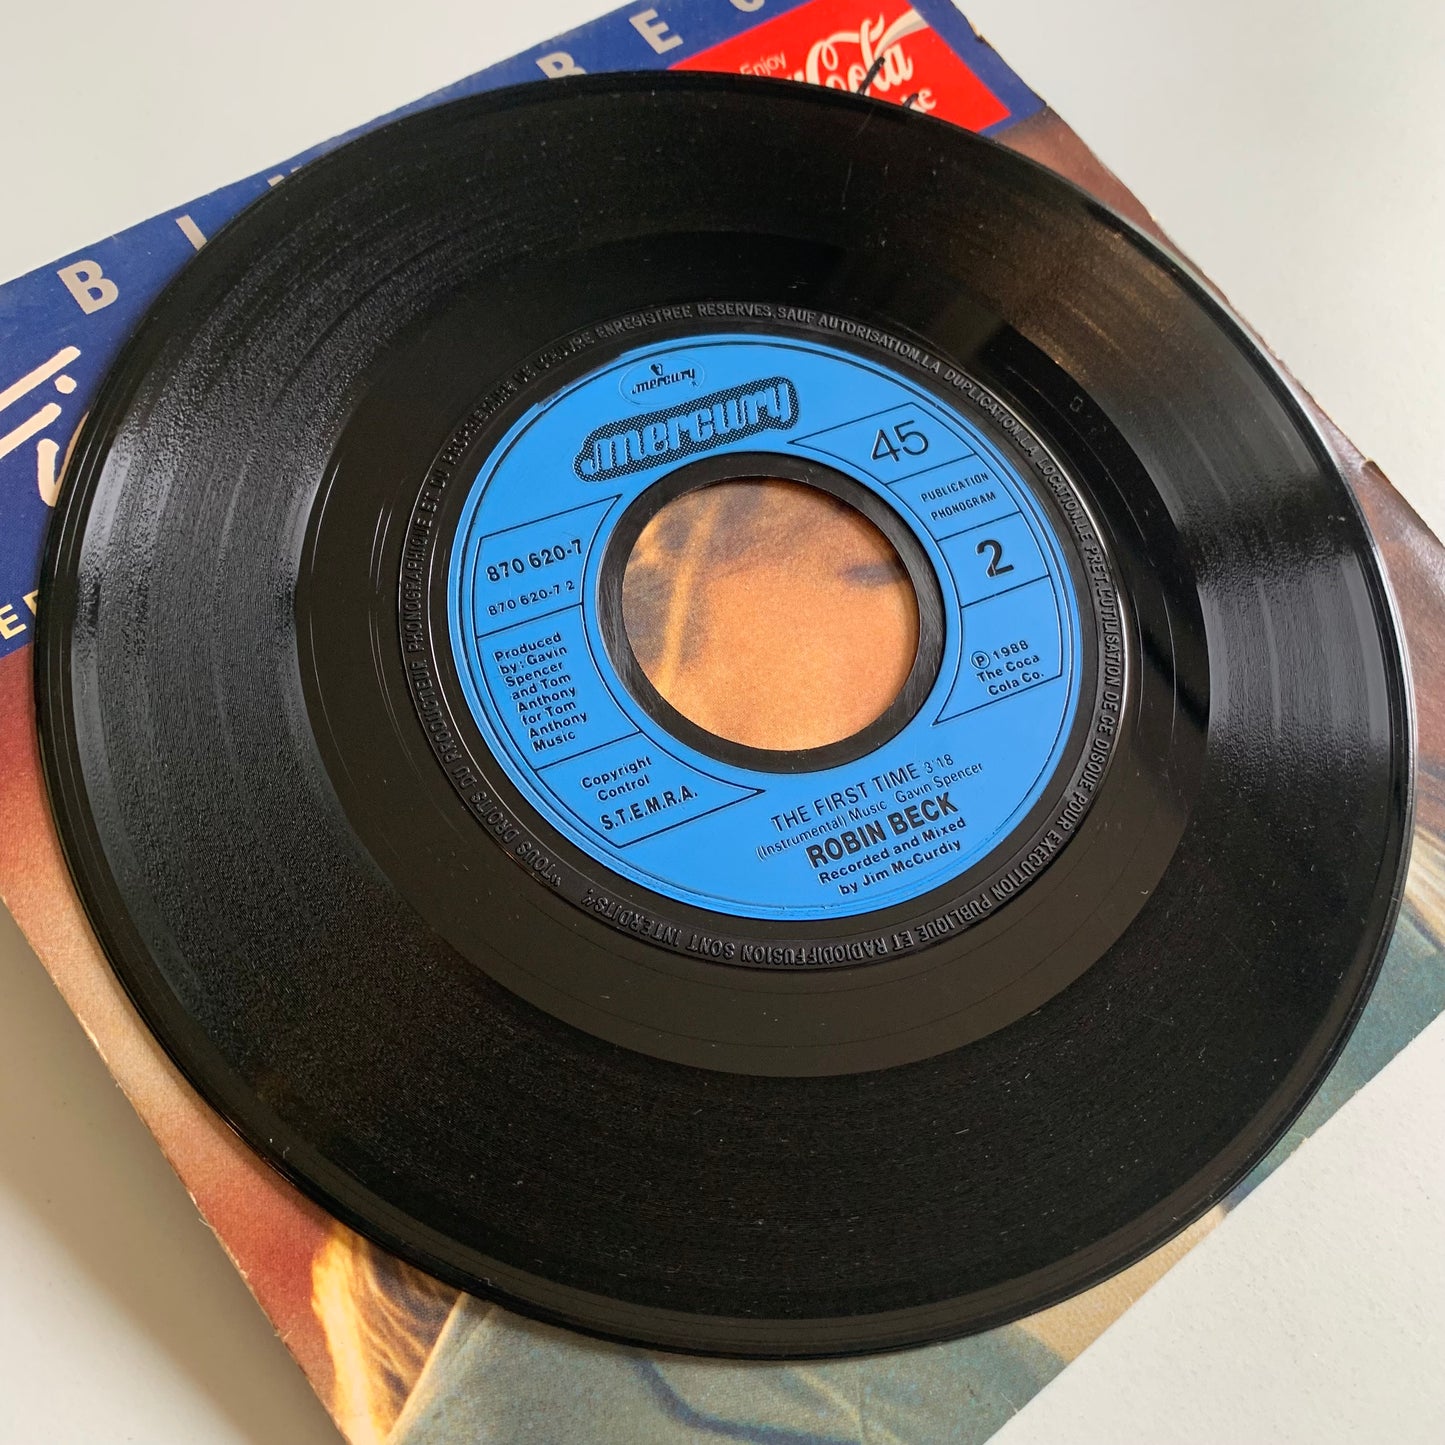 B E C
Enjoy
B
Fi
mercury
mercury
45
PUBLICATION
PHONOGRAM
2
℗ 1988
The Coca
Cola Co.
870 620-7
870 620-7 2
Produced
by: Gavin
Spencer
and Tom
Anthony
for Tom
Anthony
Music
Copyright
Control
S.T.E.M.R.A.
THE FIRST TIME 3'18
(Instrumental) Music Gavin Spencer
ROBIN BECK
Recorded and Mixed
by Jim McCurdiy
TOUS DROITS DU PRODUCTEUR PHONOGRAPHIQUE ET DU PROPRIETAIRE DE L'OEUVRE ENREGISTREE RESERVES, SAUF AUTORISATION, LA DUPLICATION, LA LOCATION, LE PRET, L'UTILISATION DE CE DISQUE POUR EXECUTION PUBLIQUE ET RADIODIFFUSION SONT INTERDITS